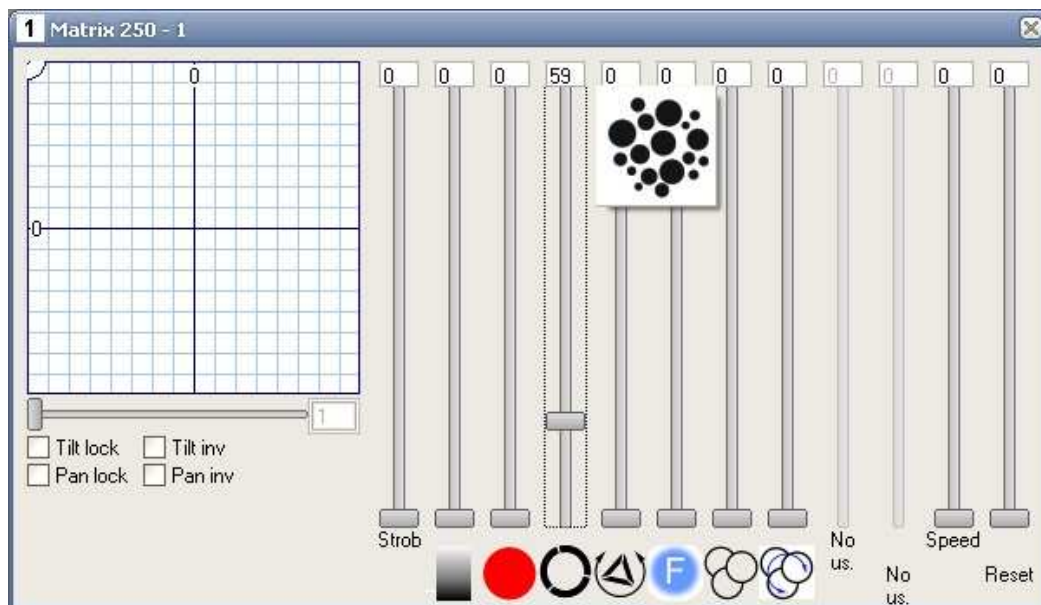 1 Matrix 250 - 1
0 0 0 0 59 0 0 0 0 0 0 0 0
0
1
Tilt lock Tilt inv
Pan lock Pan inv
Strob No us. Speed
F No us. Reset